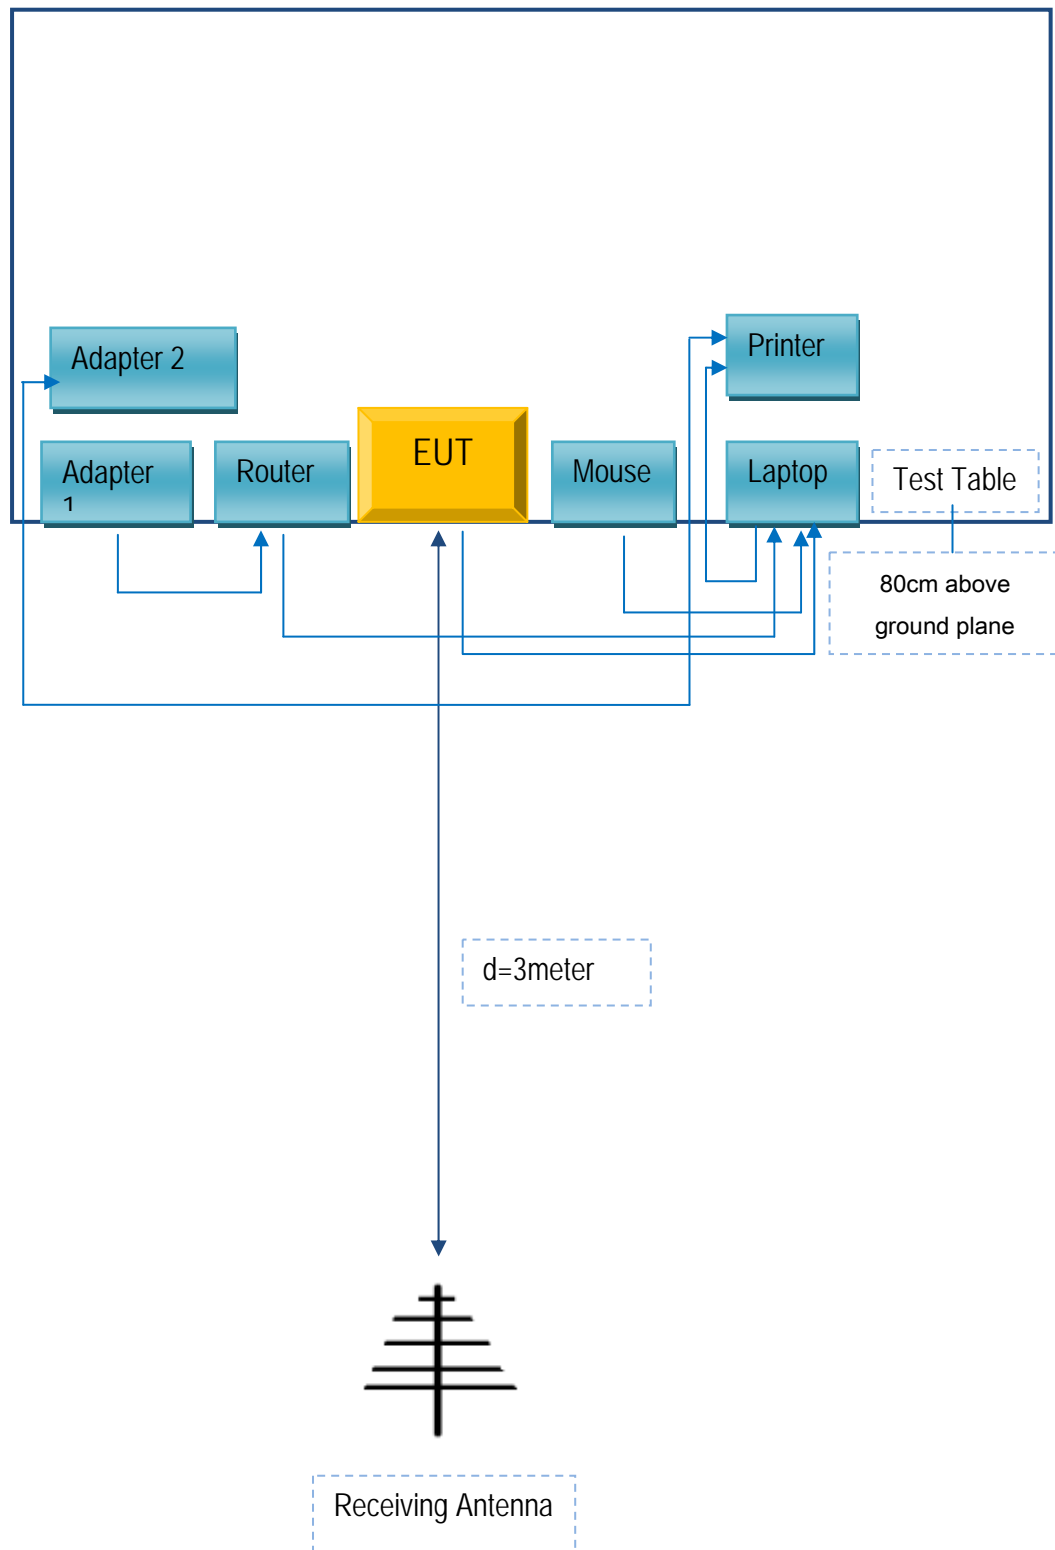 Adapter 2
Printer
Adapter
1
Router
EUT
Mouse
Laptop
Test Table
80cm above
ground plane
d=3meter
Receiving Antenna